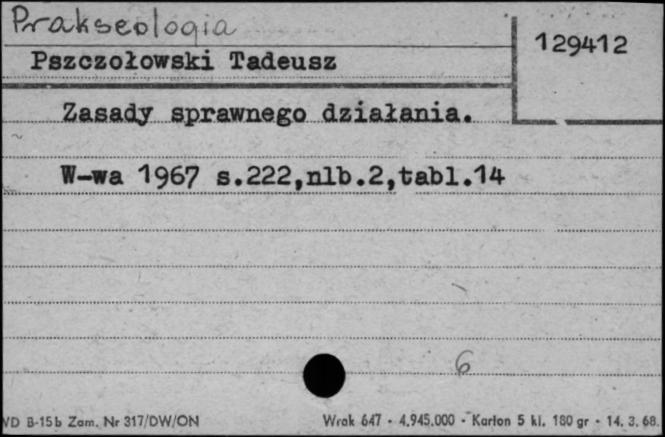 Prakseologia
129412
Pszczołowski Tadeusz
Zasady sprawnego działania.
W-wa 1967 s.222,nlb.2,tabl.14
6
VD B-15b Zam. Nr 317/DW/ON Wrak 647 - 4.945.000 - Karton 5 kl. 180 gr - 14. 3. 68.